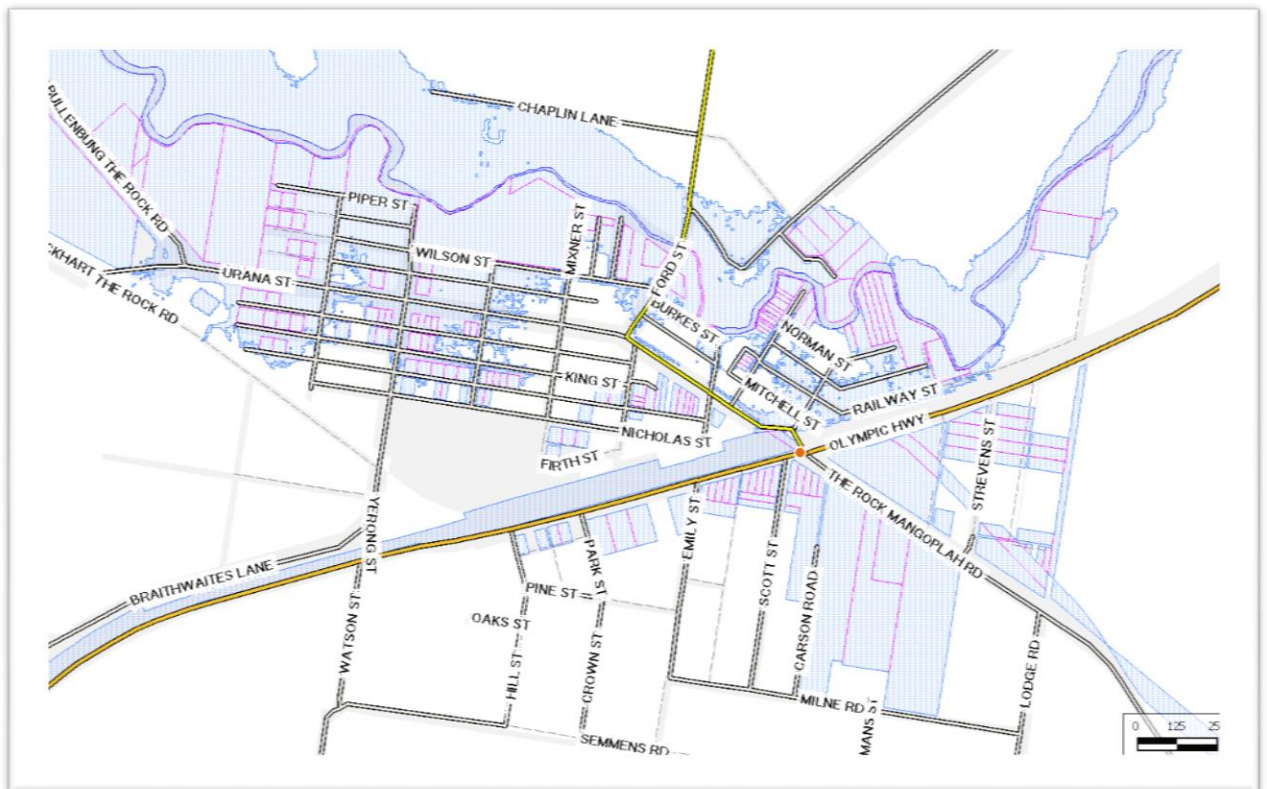 CHAPLIN LANE
BULLENBUNG THE ROCK RD
PIPER ST
MIXNER ST
WILSON ST
FORD ST
URANA ST
CKHART THE ROCK RD
BURKES ST
NORMAN ST
KING ST
MITCHELL ST
RAILWAY ST
OLYMPIC HWY
NICHOLAS ST
FIRTH ST
STREVENS ST
THE ROCK MANGOPLAH RD
YERONG ST
EMILY ST
BRAITHWAITES LANE
PARK ST
SCOTT ST
PINE ST
OAKS ST
WATSON ST
HILL ST
CROWN ST
CARSON ROAD
LODGE RD
MILNE RD
MANS ST
SEMMENS RD
0 125 25